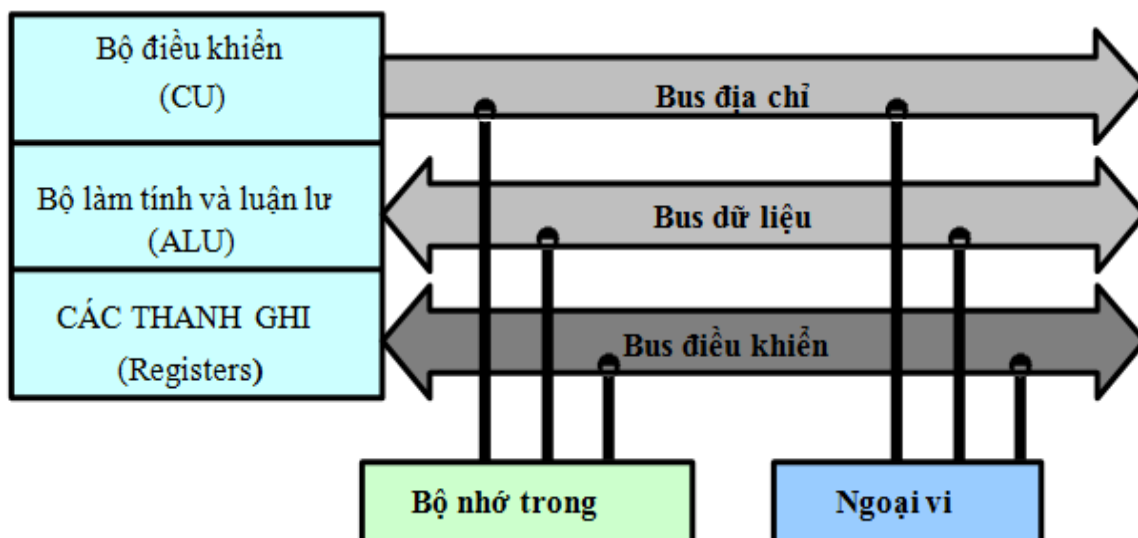 Bộ điều khiển
(CU)
Bus địa chỉ
Bộ làm tính và luận lư
(ALU)
Bus dữ liệu
CÁC THANH GHI
(Registers)
Bus điều khiển
Bộ nhớ trong
Ngoại vi